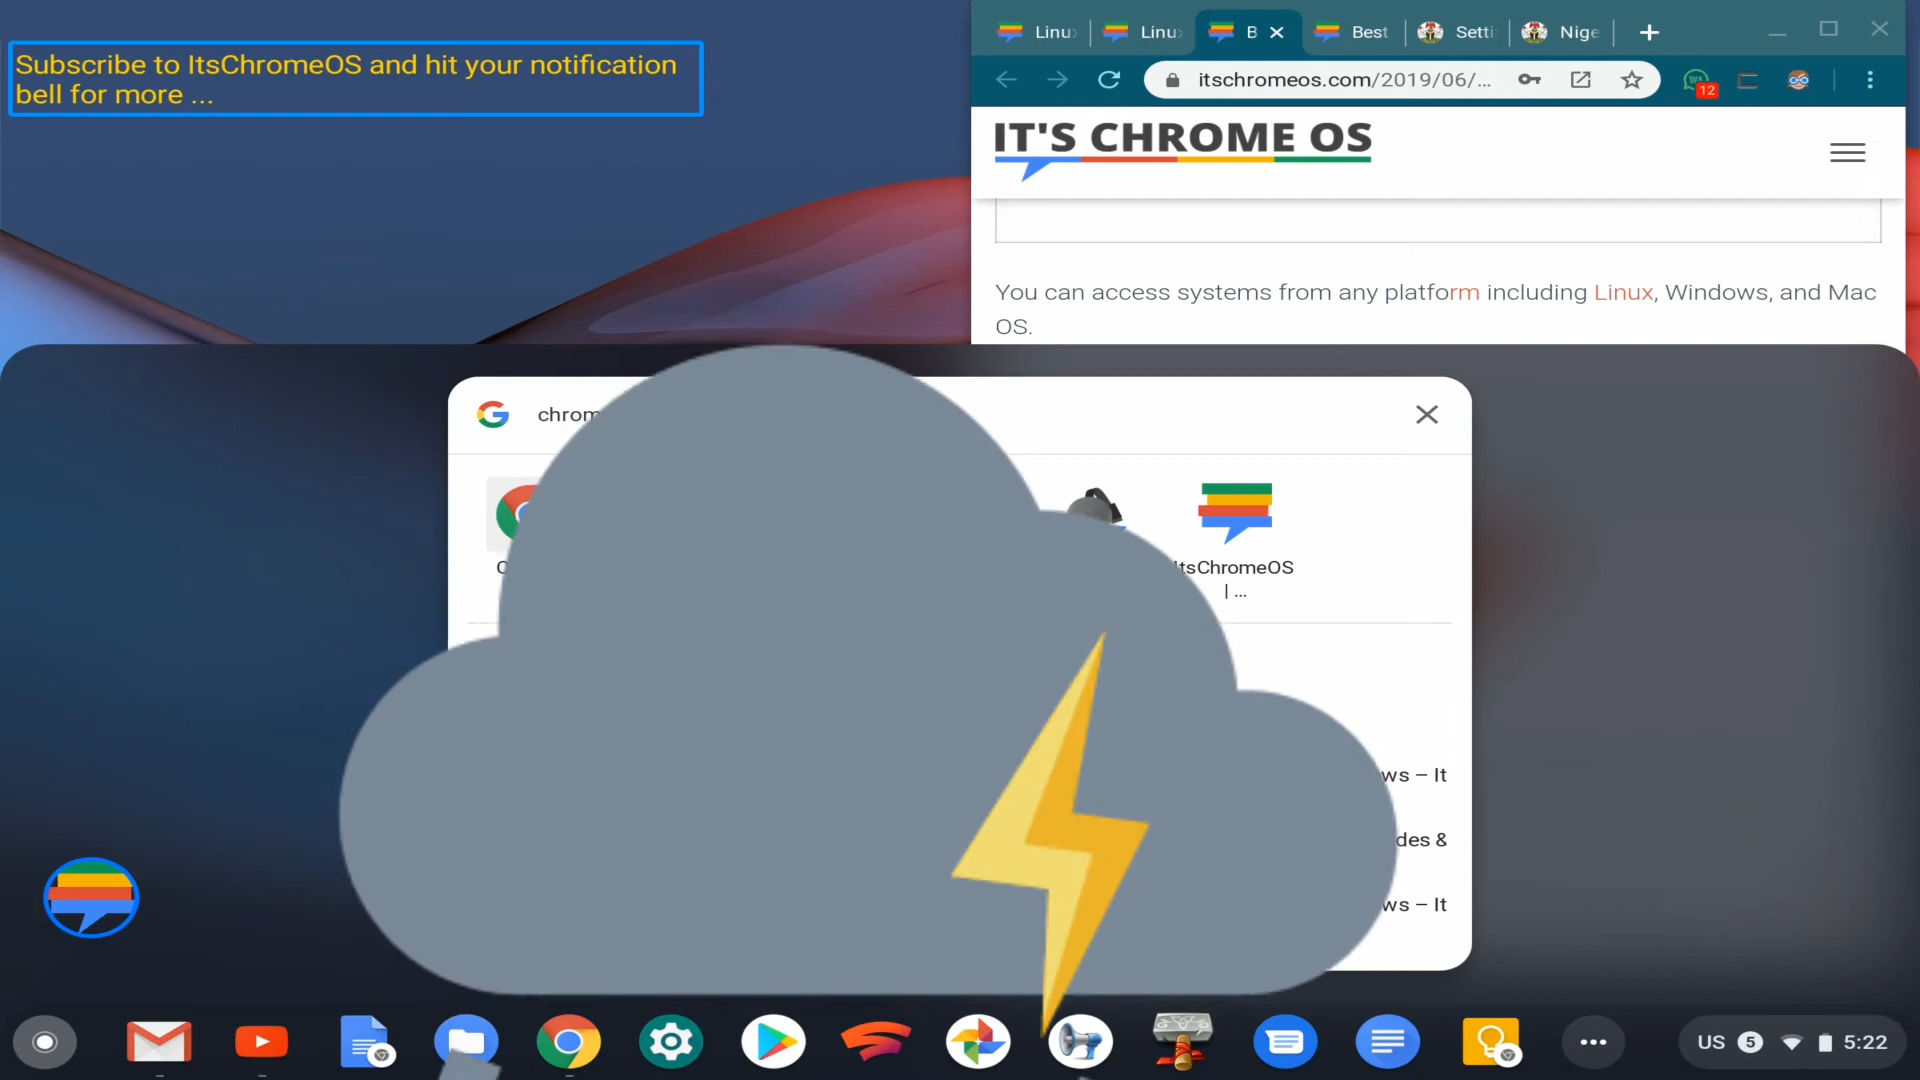 Subscribe to ItsChromeOS and hit your notification
bell for more ...
Linu
Linu
B
Best
Setti
Nige
itschromeos.com/2019/06/...
12
IT'S CHROME OS
You can access systems from any platform including Linux, Windows, and Mac
OS.
chrom
ItsChromeOS
| ...
ws – It
des &
ws – It
US 5 5:22